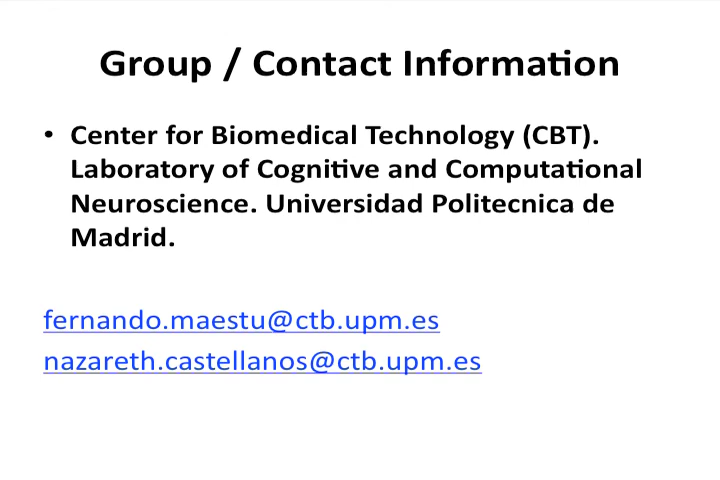 Group / Contact Information
• Center for Biomedical Technology (CBT).
Laboratory of Cognitive and Computational
Neuroscience. Universidad Politecnica de
Madrid.
fernando.maestu@ctb.upm.es
nazareth.castellanos@ctb.upm.es